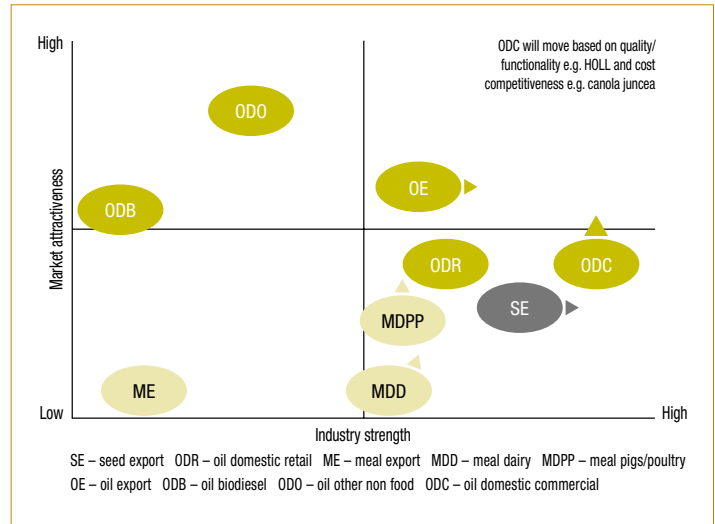 High
ODC will move based on quality/
functionality e.g. HOLL and cost
competitiveness e.g. canola juncea
ODO
OE
ODB
Market attractiveness
ODR
ODC
SE
MDPP
ME
MDD
Low
High
Industry strength
SE – seed export ODR – oil domestic retail ME – meal export MDD – meal dairy MDPP – meal pigs/poultry
OE – oil export ODB – oil biodiesel ODO – oil other non food ODC – oil domestic commercial